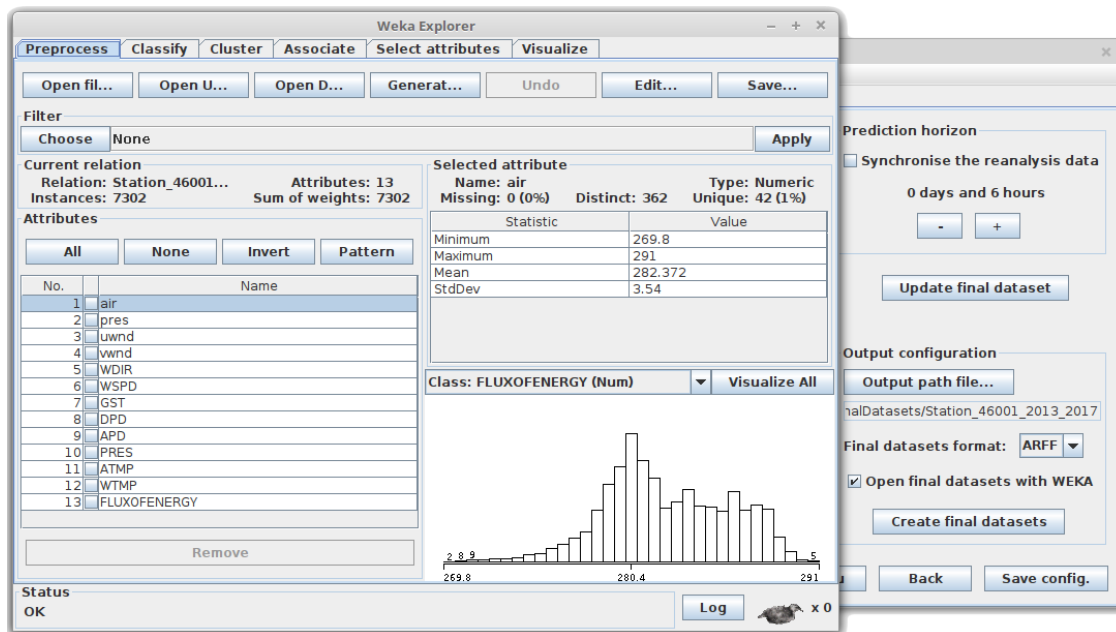 Weka Explorer
Preprocess Classify Cluster Associate Select attributes Visualize
Open fil... Open U... Open D... Generat... Undo Edit... Save...
Filter
Choose None Apply
Current relation
Relation: Station_46001... Attributes: 13
Instances: 7302 Sum of weights: 7302
Selected attribute
Name: air Type: Numeric
Missing: 0 (0%) Distinct: 362 Unique: 42 (1%)
Statistic Value
Minimum 269.8
Maximum 291
Mean 282.372
StdDev 3.54
Attributes
All None Invert Pattern
No. Name
1 air
2 pres
3 uwnd
4 vwnd
5 WDIR
6 WSPD
7 GST
8 DPD
9 APD
10 PRES
11 ATMP
12 WTMP
13 FLUXOFENERGY
Remove
Class: FLUXOFENERGY (Num) Visualize All
2 8 9 5
269.8 280.4 291
Status
OK
Log x 0
Prediction horizon
Synchronise the reanalysis data
0 days and 6 hours
- +
Update final dataset
Output configuration
Output path file...
nalDatasets/Station_46001_2013_2017
Final datasets format: ARFF
Open final datasets with WEKA
Create final datasets
Back Save config.